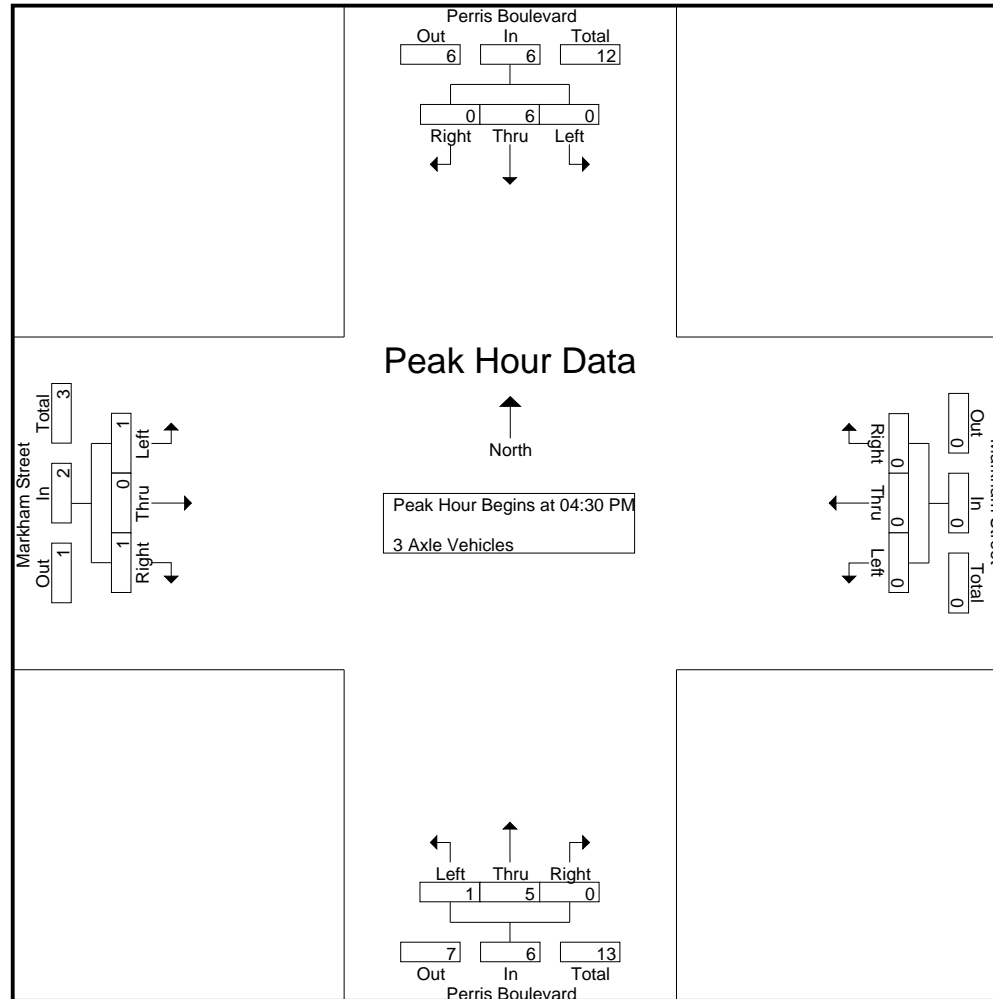 Perris Boulevard
Out In Total
6 6 12
0 6 0
Right Thru Left
Peak Hour Data
North
Peak Hour Begins at 04:30 PM
3 Axle Vehicles
Markham Street
Total In Out
3 2 1
1 0 1
Left Thru Right
Out In Total
0 0 0
Right Thru Left
0 0 0
Left Thru Right
1 5 0
7 6 13
Out In Total
Perris Boulevard